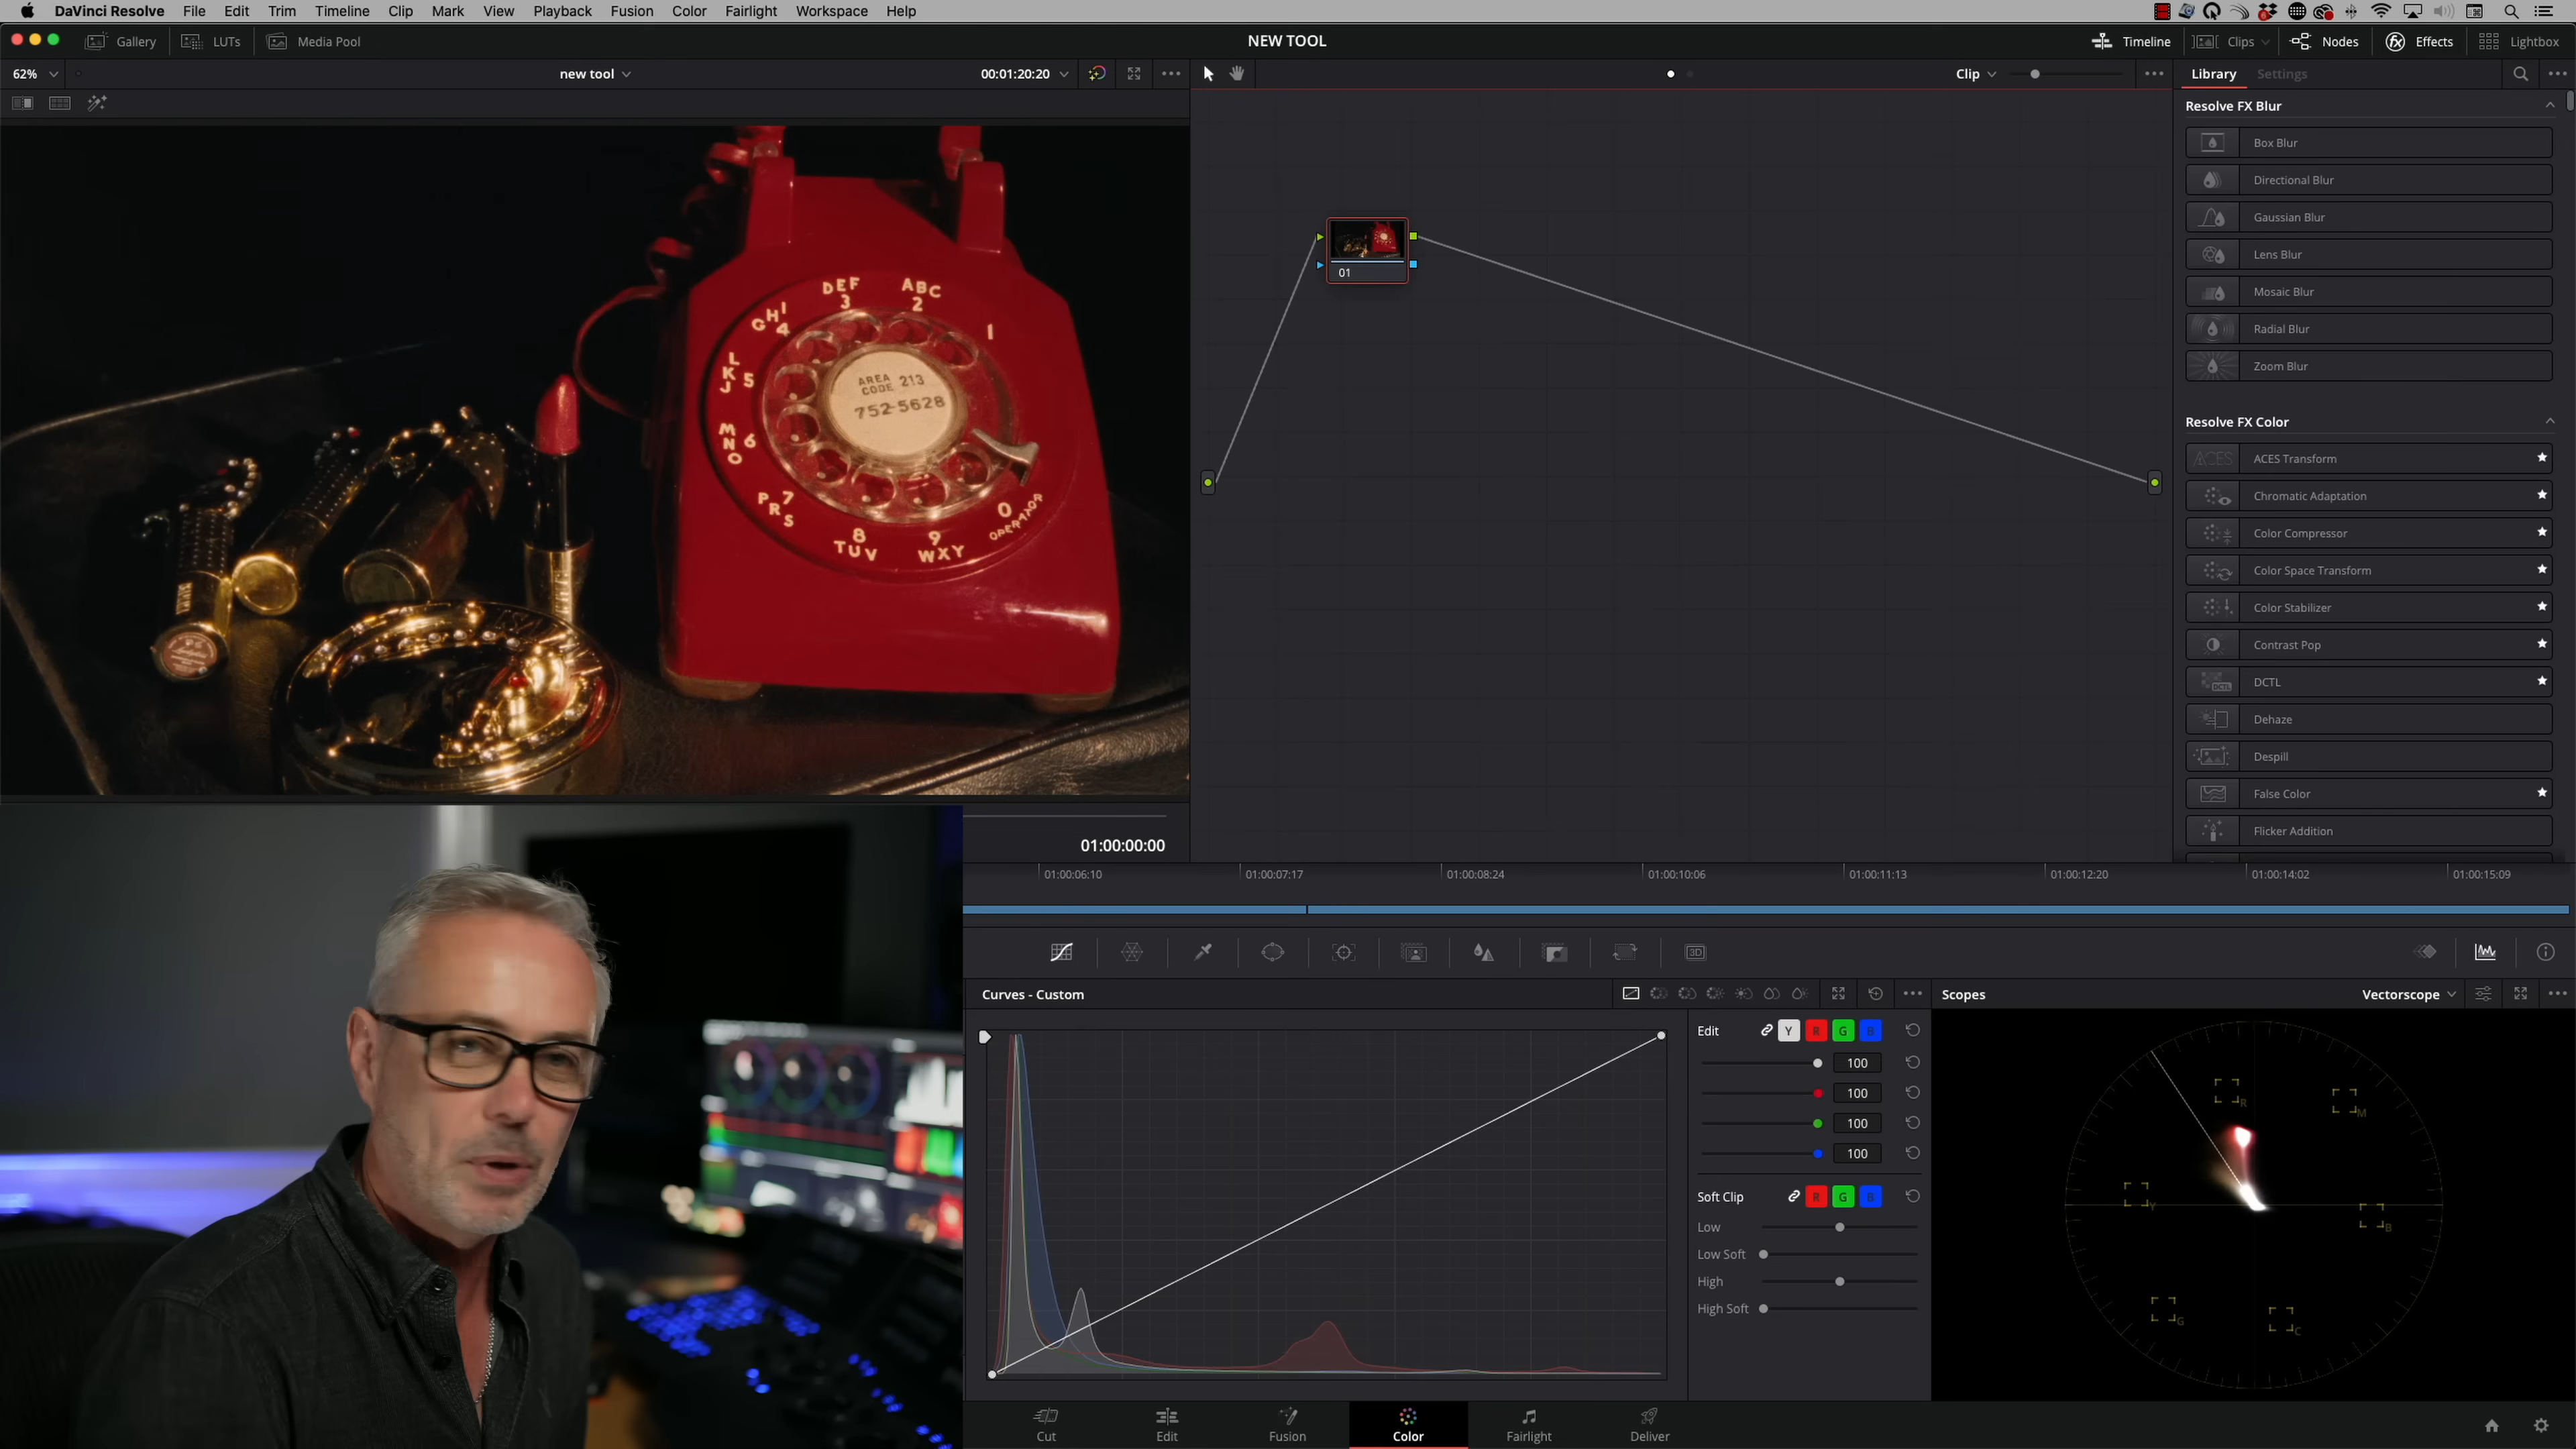 DaVinci Resolve File Edit Trim Timeline Clip Mark View Playback Fusion Color Fairlight Workspace Help
Gallery LUTs Media Pool
NEW TOOL
Timeline Clips Nodes Effects Lightbox
62%
new tool
00:01:20:20
Clip
Library Settings
Resolve FX Blur
Box Blur
Directional Blur
Gaussian Blur
Lens Blur
Mosaic Blur
Radial Blur
Zoom Blur
Resolve FX Color
ACES ACES Transform
Chromatic Adaptation
Color Compressor
Color Space Transform
Color Stabilizer
Contrast Pop
DCTL DCTL
Dehaze
Despill
False Color
Flicker Addition
01
1
ABC 2
DEF 3
GHI 4
JKL 5
MNO 6
PRS 7
TUV 8
WXY 9
OPERATOR 0
AREA CODE 213
752-5628
01:00:00:00
01:00:06:10 01:00:07:17 01:00:08:24 01:00:10:06 01:00:11:13 01:00:12:20 01:00:14:02 01:00:15:09
3D
Curves - Custom
Edit Y R G B
100
100
100
100
Soft Clip R G B
Low
Low Soft
High
High Soft
Scopes
Vectorscope
R
M
Y
B
G
C
Cut Edit Fusion Color Fairlight Deliver